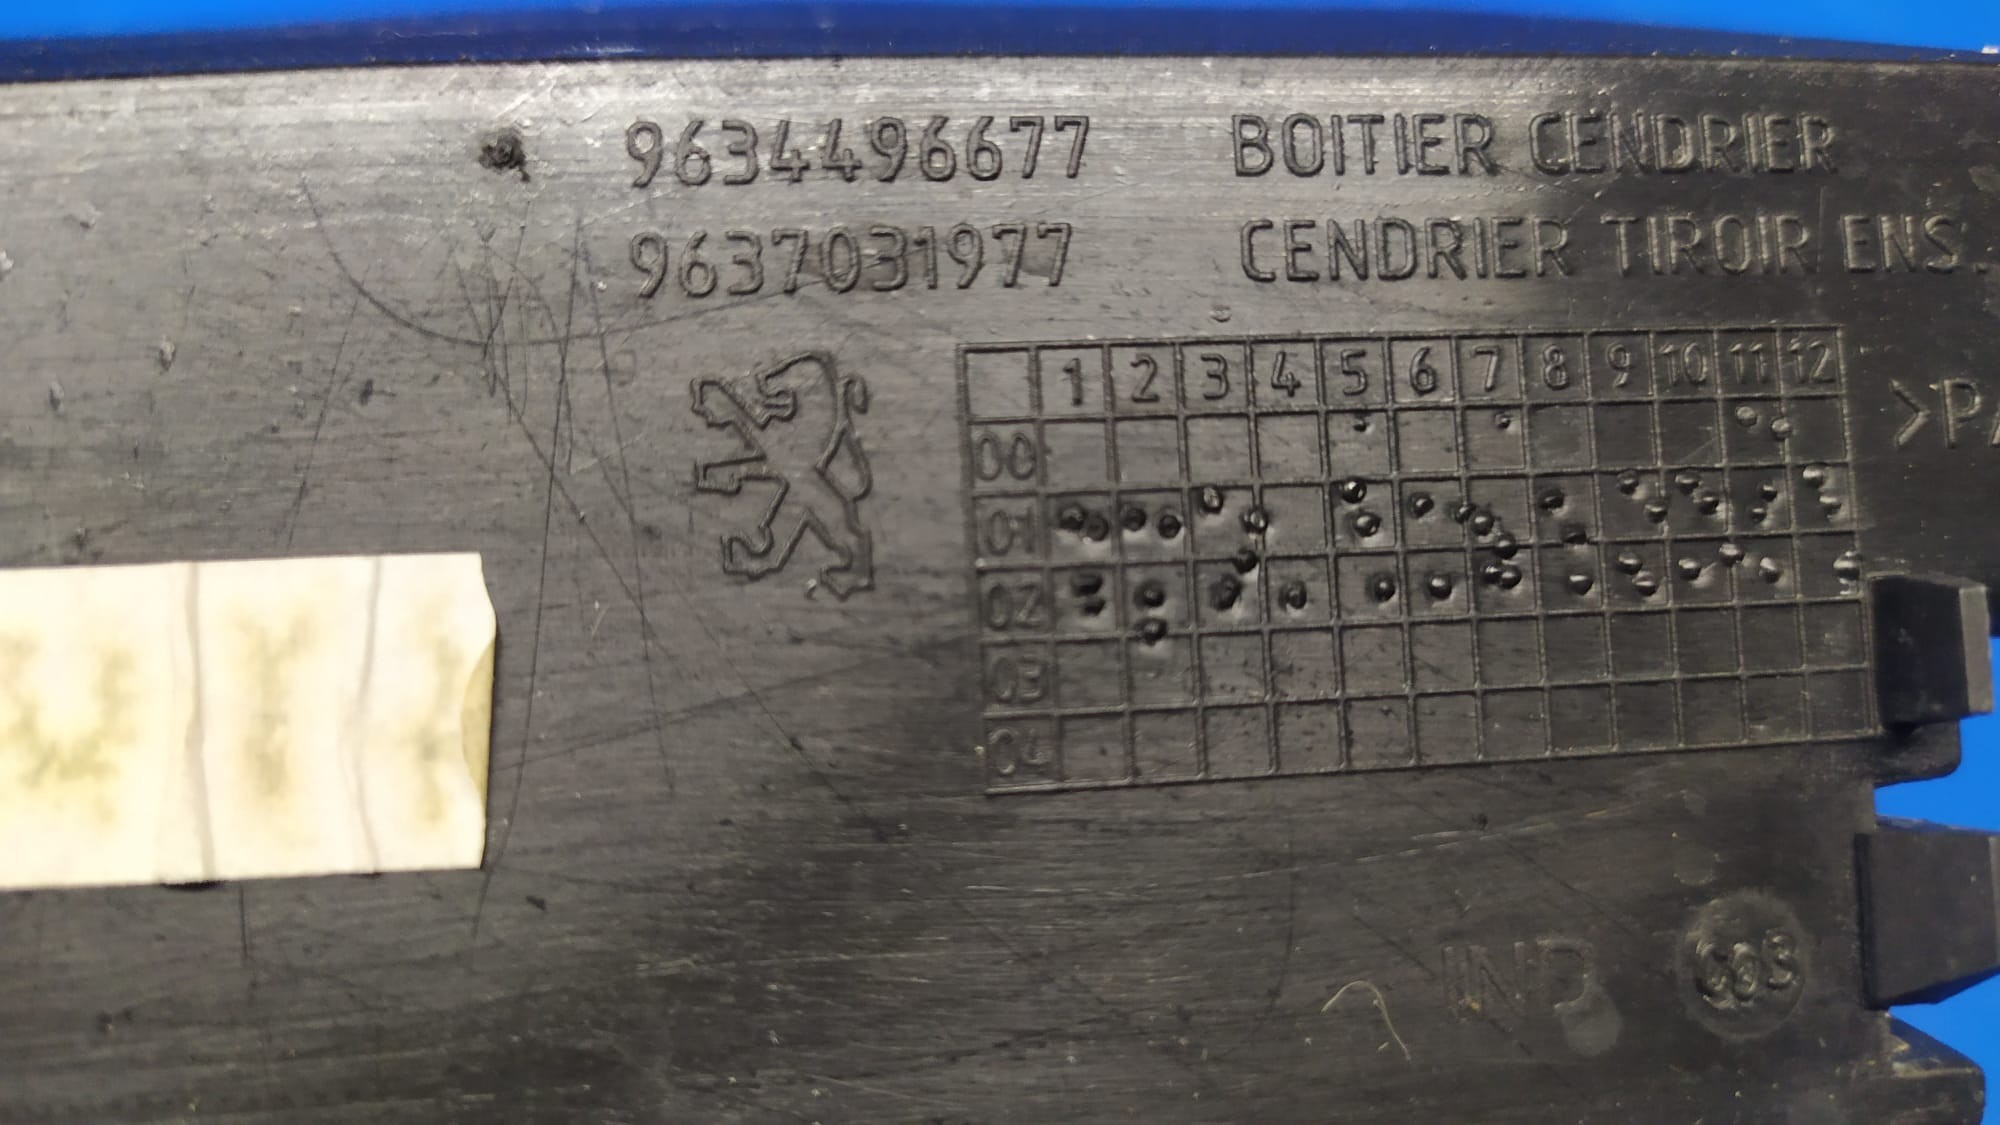 9634496677 BOITIER CENDRIER
9637031977 CENDRIER TIROIR ENS.
1 2 3 4 5 6 7 8 9 10 11 12
00
>PA
01
02
03
04
IND